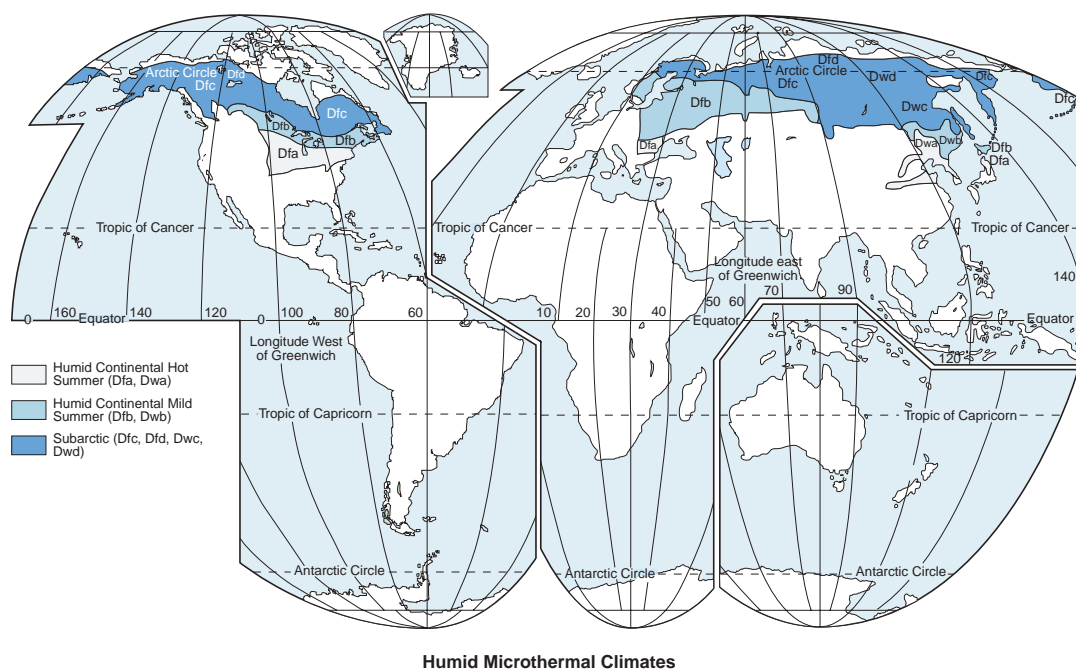 Arctic Circle
Dfd
Dfc
Dfc
Dfb
Dfb
Dfa
Tropic of Cancer
0
160
Equator
140
120
0
100
80
60
Longitude West
of Greenwich
Tropic of Capricorn
Antarctic Circle
Dfd
Arctic Circle
Dfc
Dwd
Dfc
Dfc
Dfb
Dwc
Dfa
Dwa
Dwb
Dfb
Dfa
Tropic of Cancer
Tropic of Cancer
Longitude east
of Greenwich
140
10
20
30
40
50
60
70
90
Equator
Equator
120
Tropic of Capricorn
Antarctic Circle
Antarctic Circle
Humid Continental Hot
Summer (Dfa, Dwa)
Humid Continental Mild
Summer (Dfb, Dwb)
Subarctic (Dfc, Dfd, Dwc,
Dwd)
Humid Microthermal Climates